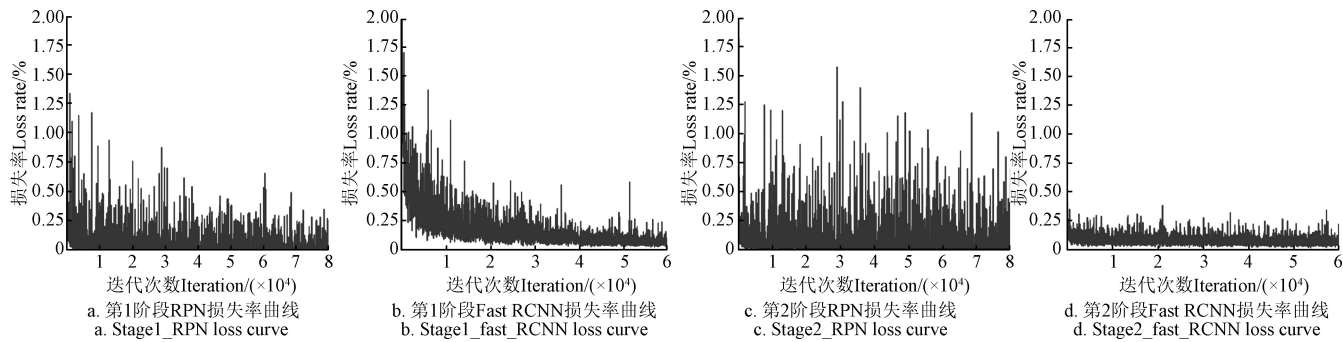 2.00
1.75
1.50
1.25
1.00
0.75
0.50
0.25
0
损失率Loss rate/%
1 2 3 4 5 6 7 8
迭代次数Iteration/(×10⁴)
a. 第1阶段RPN损失率曲线
a. Stage1_RPN loss curve
2.00
1.75
1.50
1.25
1.00
0.75
0.50
0.25
0
损失率Loss rate/%
1 2 3 4 5 6
迭代次数Iteration/(×10⁴)
b. 第1阶段Fast RCNN损失率曲线
b. Stage1_fast_RCNN loss curve
2.00
1.75
1.50
1.25
1.00
0.75
0.50
0.25
0
损失率Loss rate/%
1 2 3 4 5 6 7 8
迭代次数Iteration/(×10⁴)
c. 第2阶段RPN损失率曲线
c. Stage2_RPN loss curve
2.00
1.75
1.50
1.25
1.00
0.75
0.50
0.25
0
损失率Loss rate/%
1 2 3 4 5 6
迭代次数Iteration/(×10⁴)
d. 第2阶段Fast RCNN损失率曲线
d. Stage2_fast_RCNN loss curve